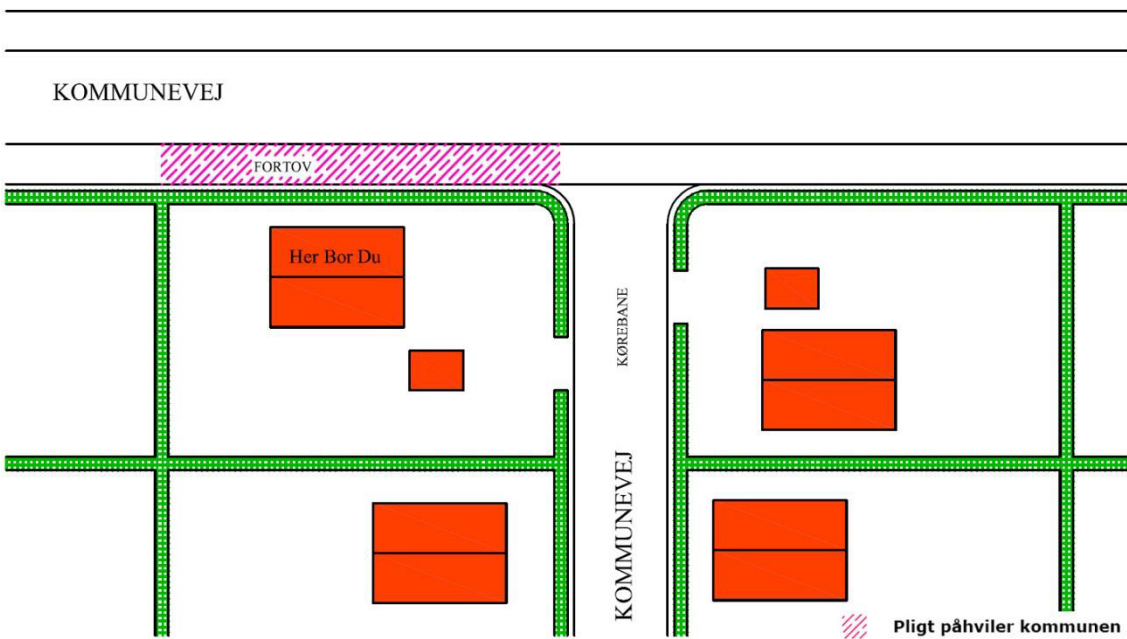 KOMMUNEVEJ
FORTOV
Her Bor Du
KØREBANE
KOMMUNEVEJ
Pligt påhviler kommunen